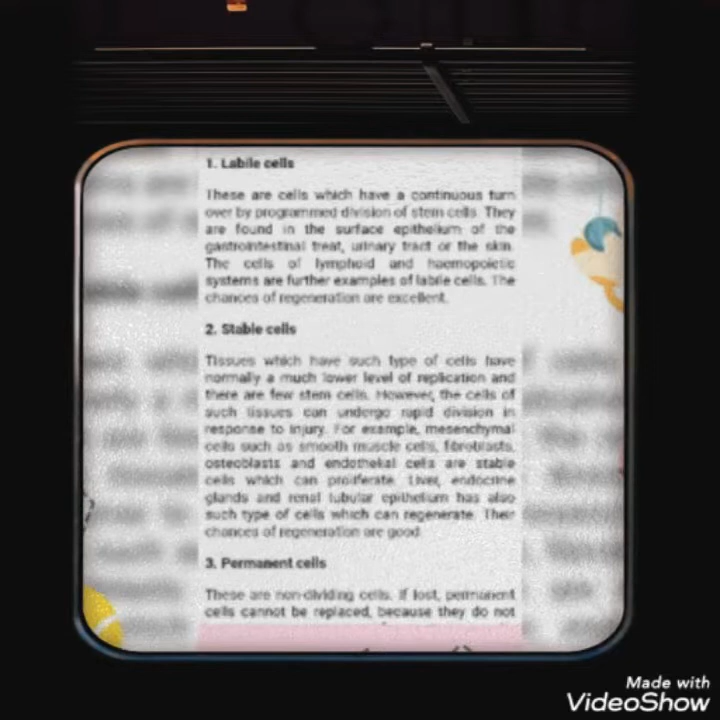 1. Labile cells
These are cells which have a continuous turn
over by programmed division of stem cells. They
are found in the surface epithelium of the
gastrointestinal treat, urinary tract or the skin.
The cells of lymphoid and haemopoietic
systems are further examples of labile cells. The
chances of regeneration are excellent.
2. Stable cells
Tissues which have such type of cells have
normally a much lower level of replication and
there are few stem cells. However, the cells of
such tissues can undergo rapid division in
response to injury. For example, mesenchymal
cells such as smooth muscle cells, fibroblasts,
osteoblasts and endothelial cells are stable
cells which can proliferate. Liver, endocrine
glands and renal tubular epithelium has also
such type of cells which can regenerate. Their
chances of regeneration are good.
3. Permanent cells
These are non-dividing cells. If lost, permanent
cells cannot be replaced, because they do not
Made with
VideoShow